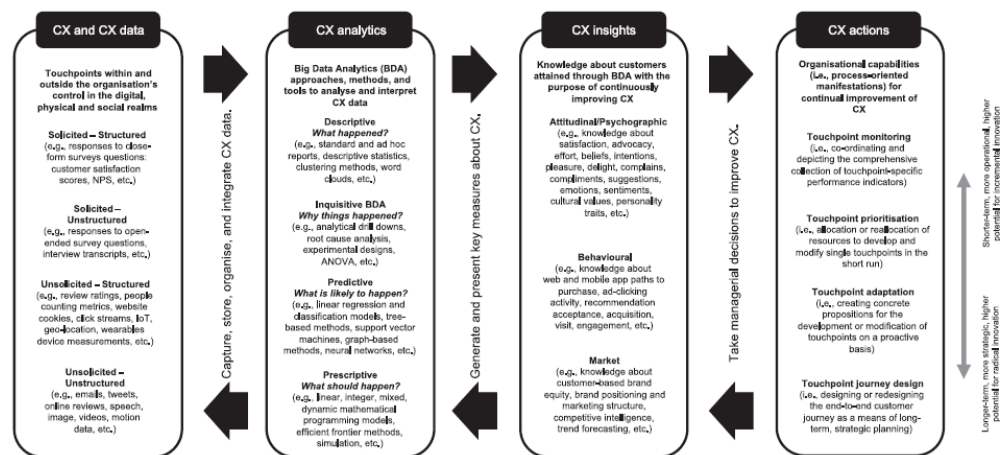 CX and CX data
Touchpoints within and
outside the organisation's
control in the digital,
physical and social realms
Solicited – Structured
(e.g., responses to close-
form surveys questions:
customer satisfaction
scores, NPS, etc.)
Solicited –
Unstructured
(e.g., responses to open-
ended survey questions,
interview transcripts, etc.)
Unsolicited – Structured
(e.g., review ratings, people
counting metrics, website
cookies, click streams, IoT,
geo-location, wearables
device measurements, etc.)
Unsolicited –
Unstructured
(e.g., emails, tweets,
online reviews, speech,
image, videos, motion
data, etc.)
Capture, store, organise, and integrate CX data.
CX analytics
Big Data Analytics (BDA)
approaches, methods, and
tools to analyse and interpret
CX data
Descriptive
What happened?
(e.g., standard and ad hoc
reports, descriptive statistics,
clustering methods, word
clouds, etc.)
Inquisitive BDA
Why things happened?
(e.g., analytical drill downs,
root cause analysis,
experimental designs,
ANOVA, etc.)
Predictive
What is likely to happen?
(e.g., linear regression and
classification models, tree-
based methods, support vector
machines, graph-based
methods, neural networks, etc.)
Prescriptive
What should happen?
(e.g., linear, integer, mixed,
dynamic mathematical
programming models,
efficient frontier methods,
simulation, etc.)
Generate and present key measures about CX.
CX insights
Knowledge about customers
attained through BDA with the
purpose of continuously
improving CX
Attitudinal/Psychographic
(e.g., knowledge about
satisfaction, advocacy,
effort, beliefs, intentions,
pleasure, delight, complains,
compliments, suggestions,
emotions, sentiments,
cultural values, personality
traits, etc.)
Behavioural
(e.g., knowledge about
web and mobile app paths to
purchase, ad-clicking
activity, recommendation
acceptance, acquisition,
visit, engagement, etc.)
Market
(e.g., knowledge about
customer-based brand
equity, brand positioning and
marketing structure,
competitive intelligence,
trend forecasting, etc.)
Take managerial decisions to improve CX.
CX actions
Organisational capabilities
(i.e., process-oriented
manifestations) for
continual improvement of
CX
Touchpoint monitoring
(i.e., co-ordinating and
depicting the comprehensive
collection of touchpoint-specific
performance indicators)
Touchpoint prioritisation
(i.e., allocation or reallocation
of resources to develop and
modify single touchpoints in the
short run)
Touchpoint adaptation
(i.e., creating concrete
propositions for the
development or modification of
touchpoints on a proactive
basis)
Touchpoint journey design
(i.e., designing or redesigning
the end-to-end customer
journey as a means of long-
term, strategic planning)
Shorter-term, more operational, higher
potential for incremental innovation
Longer-term, more strategic, higher
potential for radical innovation